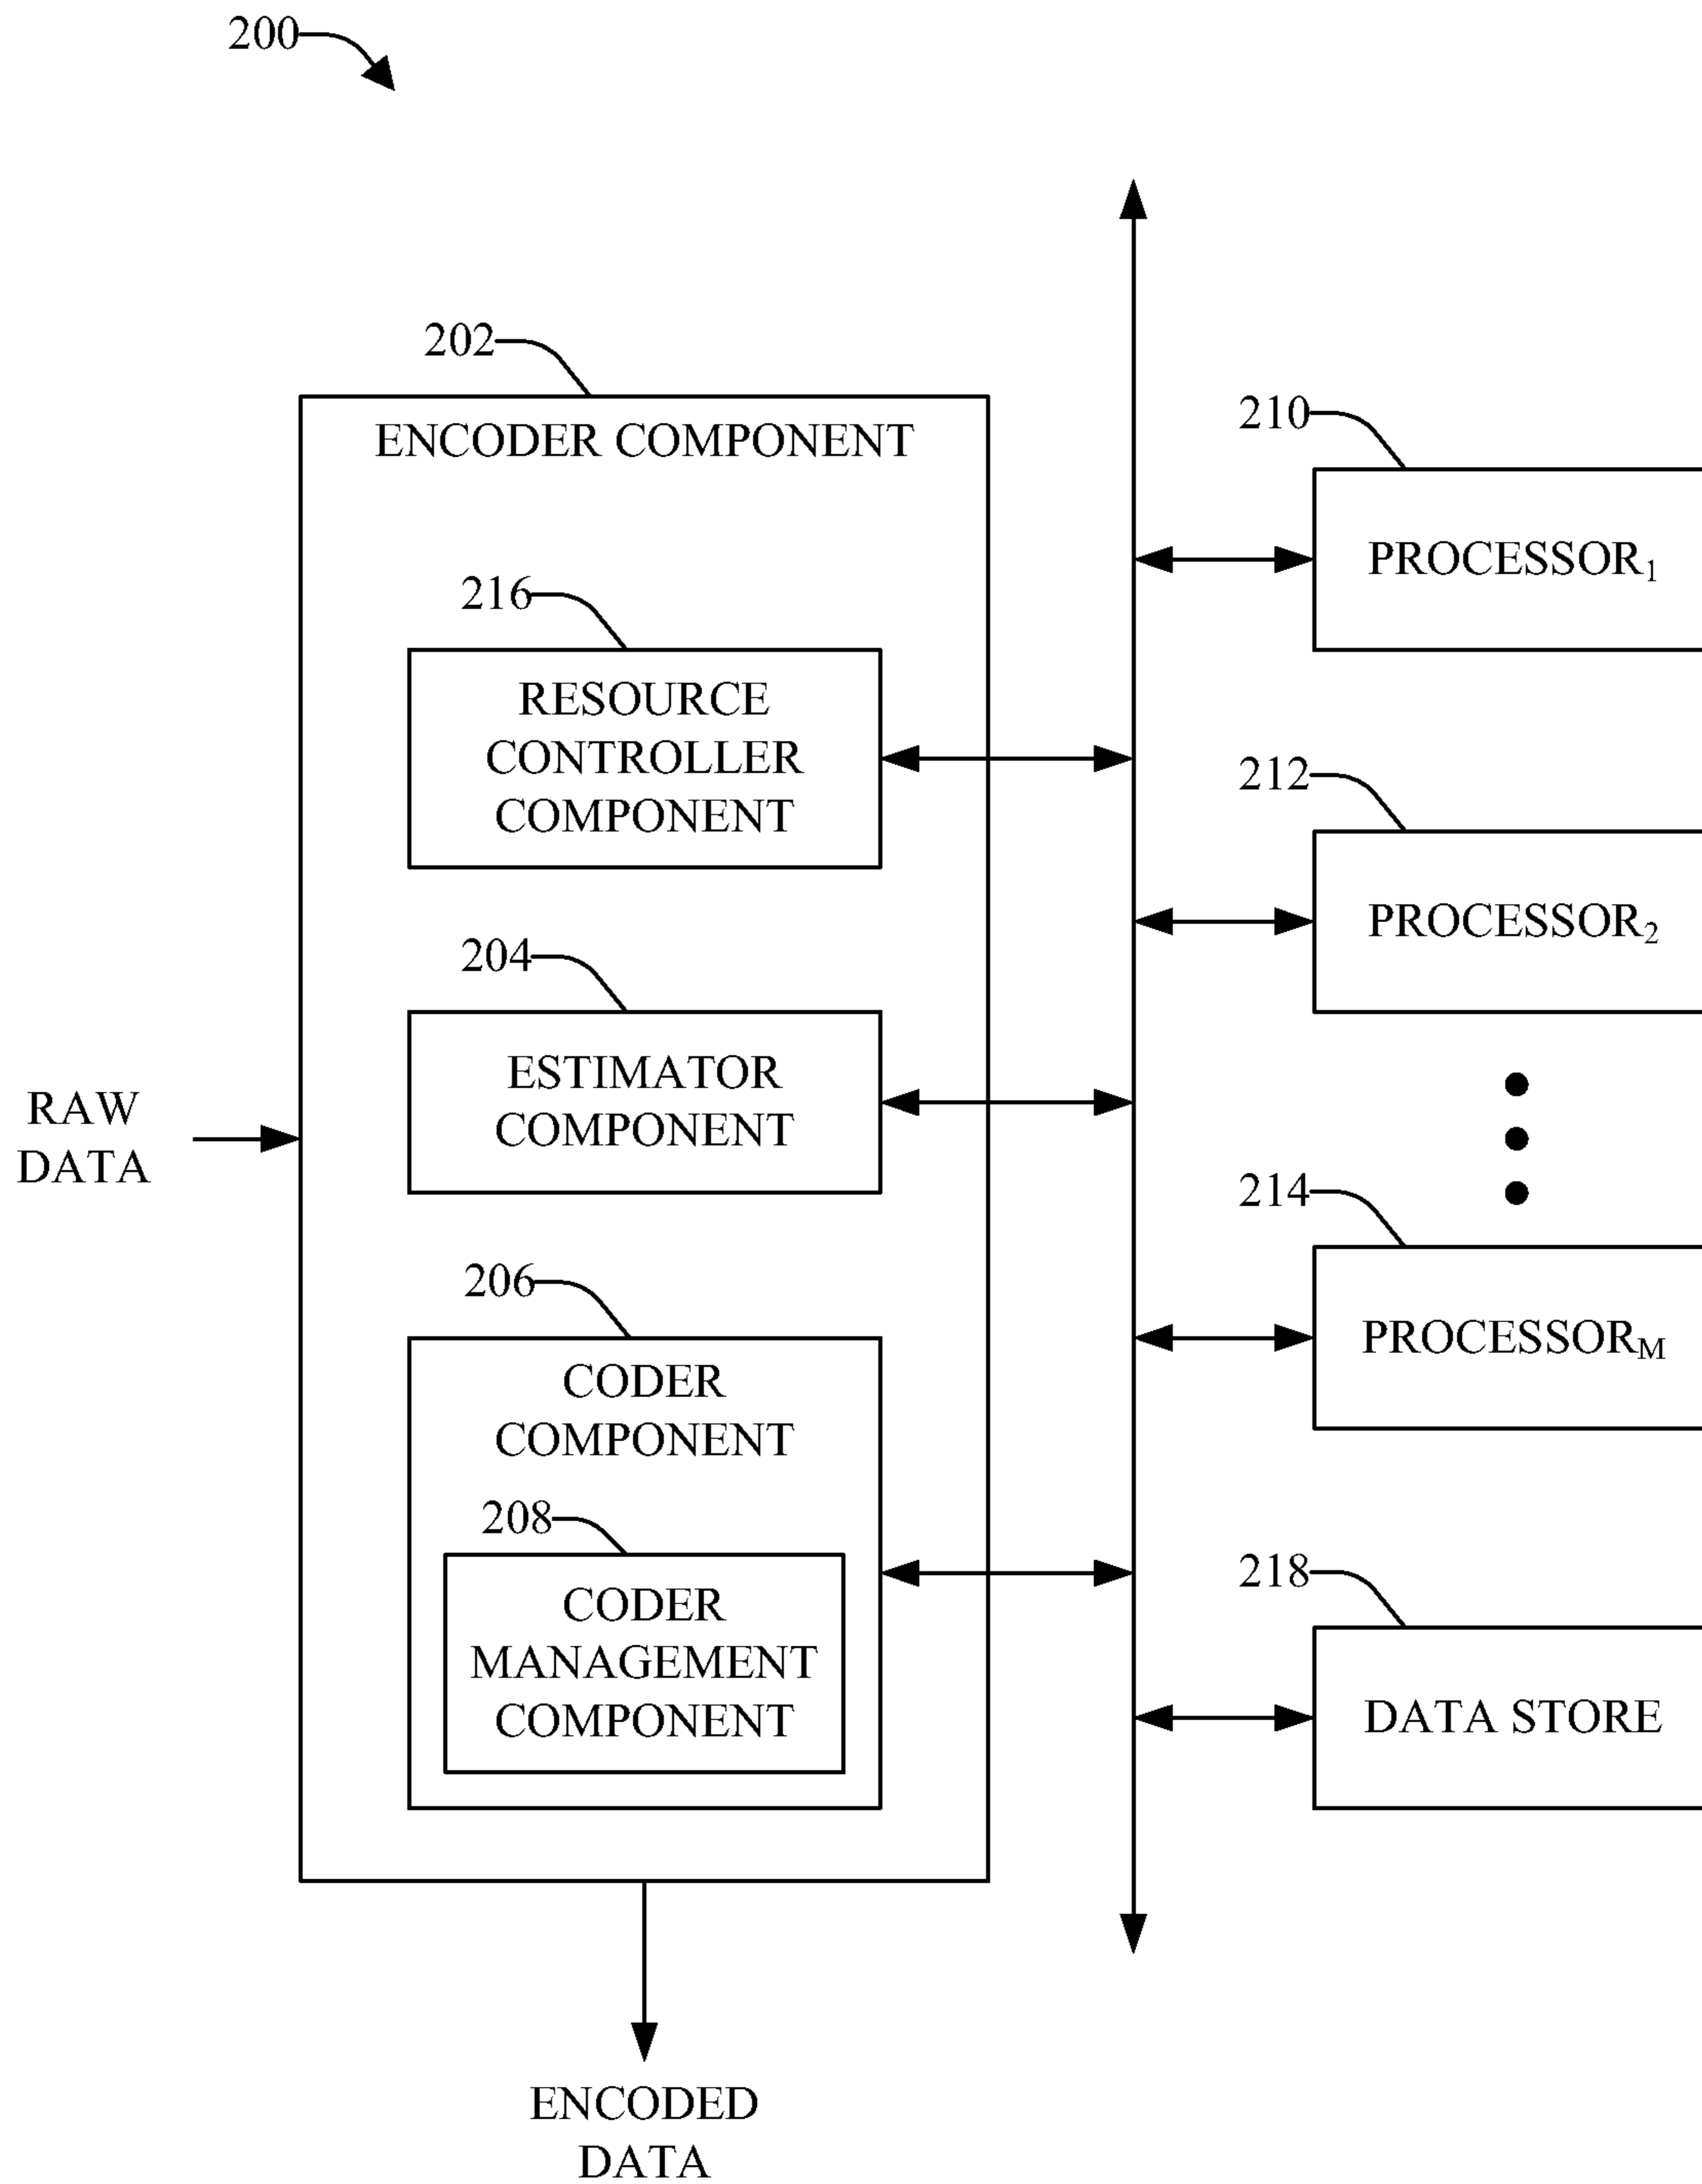 200
202
ENCODER COMPONENT
216
RESOURCE
CONTROLLER
COMPONENT
204
ESTIMATOR
COMPONENT
RAW
DATA
206
CODER
COMPONENT
208
CODER
MANAGEMENT
COMPONENT
ENCODED
DATA
210
PROCESSOR₁
212
PROCESSOR₂
214
PROCESSORM
218
DATA STORE